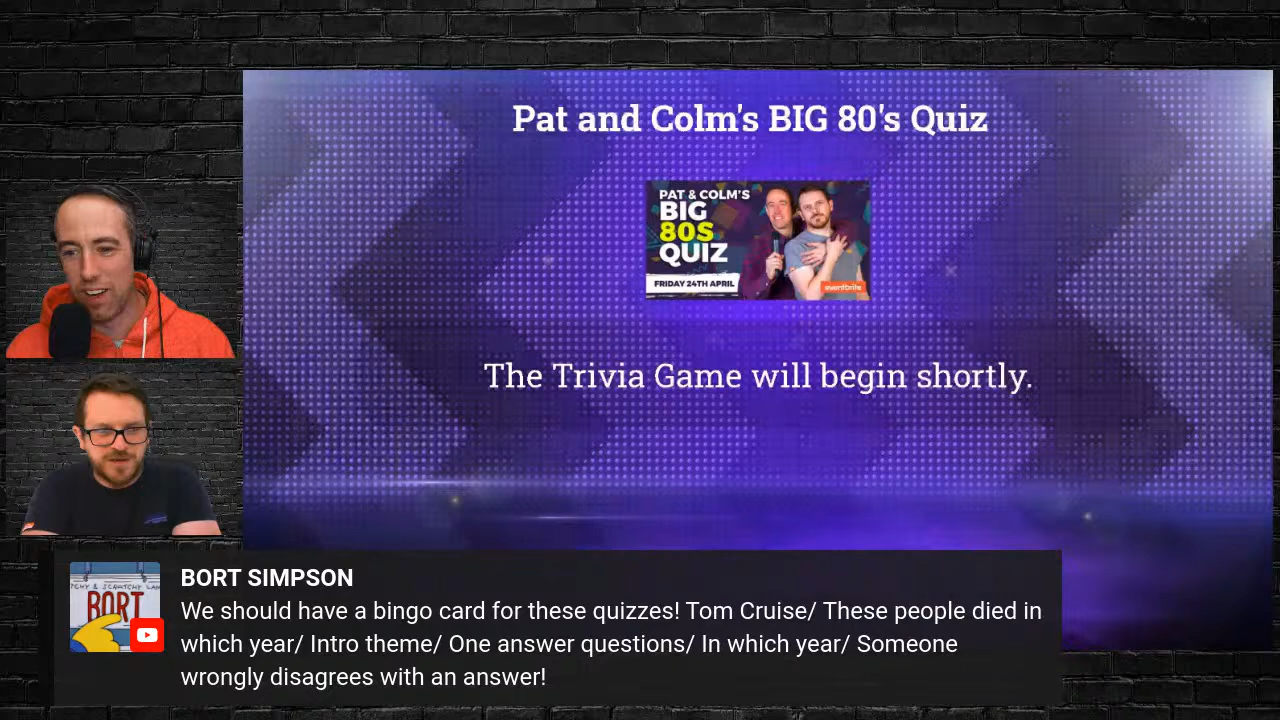 Pat and Colm's BIG 80's Quiz
PAT & COLM'S
BIG
80S
QUIZ
FRIDAY 24TH APRIL
eventbrite
The Trivia Game will begin shortly.
BORT
BORT SIMPSON
We should have a bingo card for these quizzes! Tom Cruise/ These people died in
which year/ Intro theme/ One answer questions/ In which year/ Someone
wrongly disagrees with an answer!